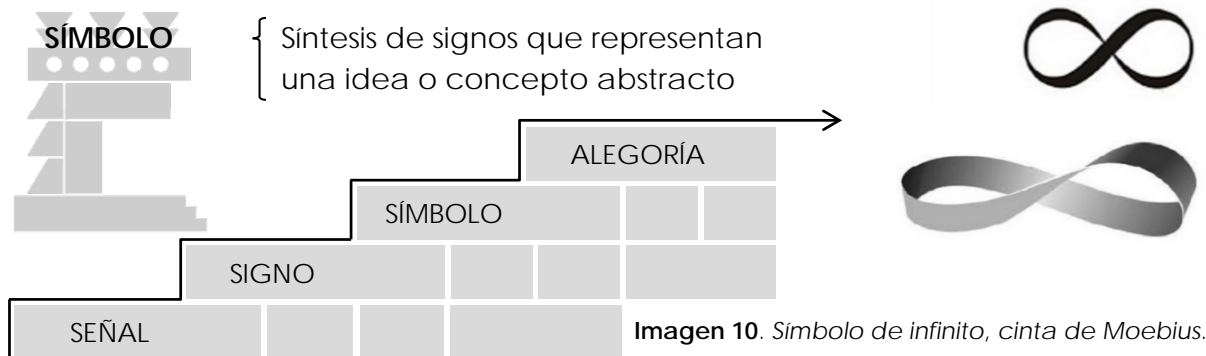 SÍMBOLO
Síntesis de signos que representan
una idea o concepto abstracto
ALEGORÍA
SÍMBOLO
SIGNO
SEÑAL
Imagen 10. Símbolo de infinito, cinta de Moebius.